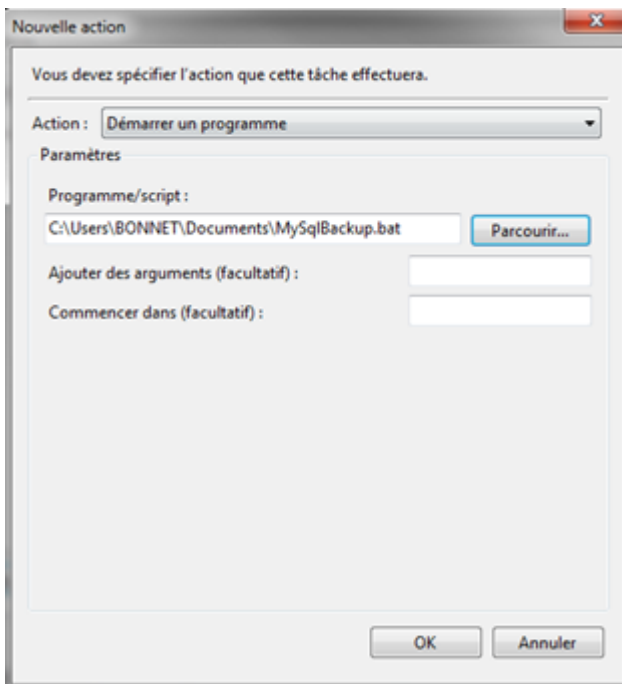 Nouvelle action
Vous devez spécifier l'action que cette tâche effectuera.
Action : Démarrer un programme
Paramètres
Programme/script :
C:\Users\BONNET\Documents\MySqlBackup.bat Parcourir...
Ajouter des arguments (facultatif) :
Commencer dans (facultatif) :
OK Annuler